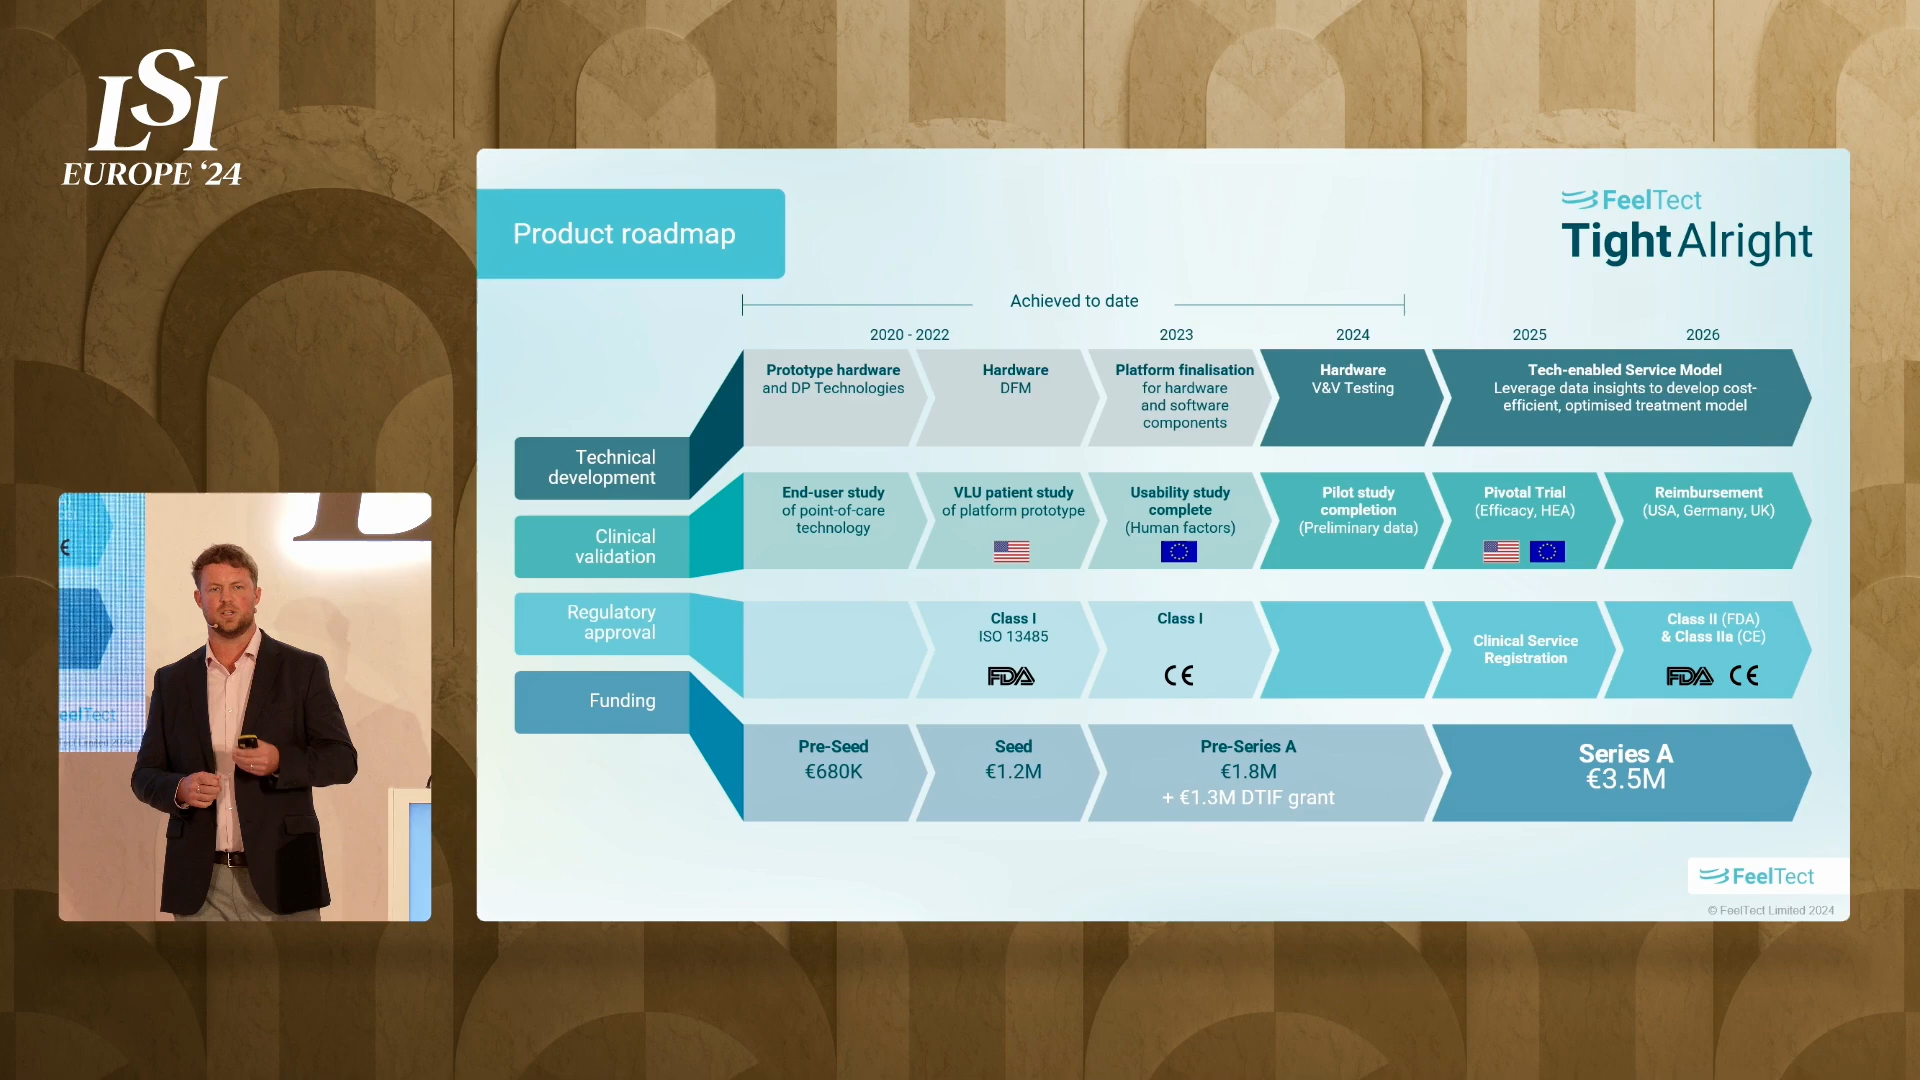 LSI
EUROPE ‘24
Product roadmap
FeelTect
TightAlright
Achieved to date
2020 - 2022
2023
2024
2025
2026
Technical
development
Prototype hardware
and DP Technologies
Hardware
DFM
Platform finalisation
for hardware
and software
components
Hardware
V&V Testing
Tech-enabled Service Model
Leverage data insights to develop cost-
efficient, optimised treatment model
Clinical
validation
End-user study
of point-of-care
technology
VLU patient study
of platform prototype
Usability study
complete
(Human factors)
Pilot study
completion
(Preliminary data)
Pivotal Trial
(Efficacy, HEA)
Reimbursement
(USA, Germany, UK)
Regulatory
approval
Class I
ISO 13485
FDA
Class I
CE
Clinical Service
Registration
Class II (FDA)
& Class IIa (CE)
FDA CE
Funding
Pre-Seed
€680K
Seed
€1.2M
Pre-Series A
€1.8M
+ €1.3M DTIF grant
Series A
€3.5M
FeelTect
© FeelTect Limited 2024
eelTect